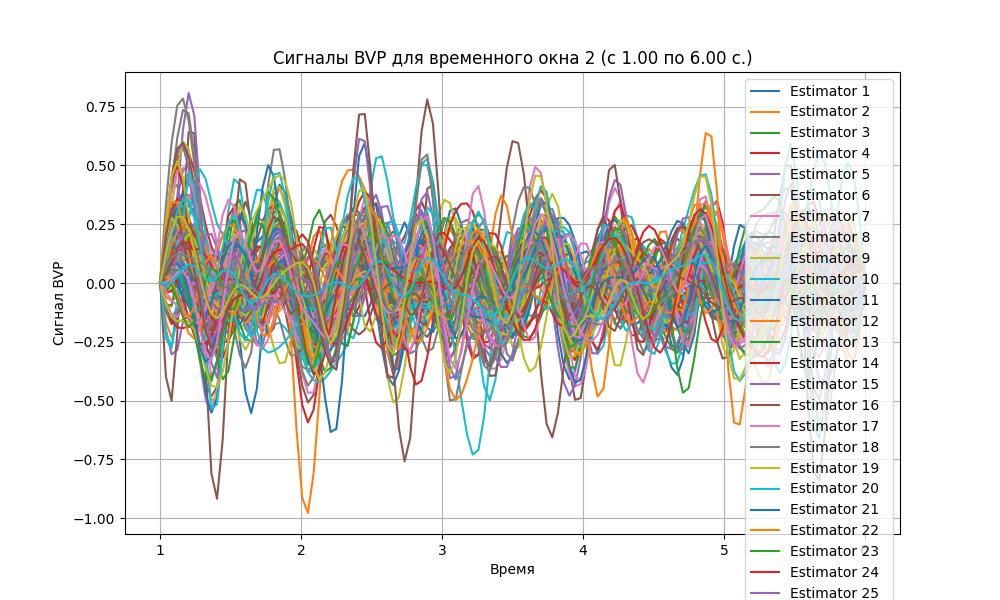 Сигналы BVP для временного окна 2 (с 1.00 по 6.00 с.)
Сигнал BVP
0.75
0.50
0.25
0.00
−0.25
−0.50
−0.75
−1.00
1
2
3
4
5
Время
Estimator 1
Estimator 2
Estimator 3
Estimator 4
Estimator 5
Estimator 6
Estimator 7
Estimator 8
Estimator 9
Estimator 10
Estimator 11
Estimator 12
Estimator 13
Estimator 14
Estimator 15
Estimator 16
Estimator 17
Estimator 18
Estimator 19
Estimator 20
Estimator 21
Estimator 22
Estimator 23
Estimator 24
Estimator 25